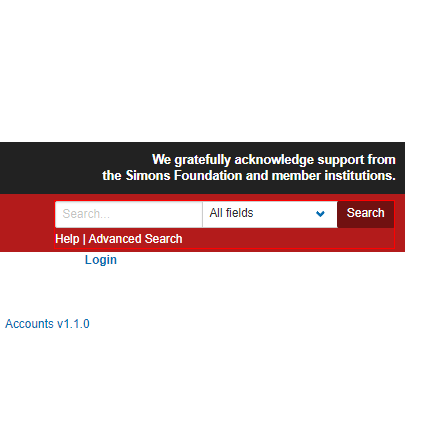 We gratefully acknowledge support from
the Simons Foundation and member institutions.
Search... All fields Search
Help | Advanced Search
Login
Accounts v1.1.0